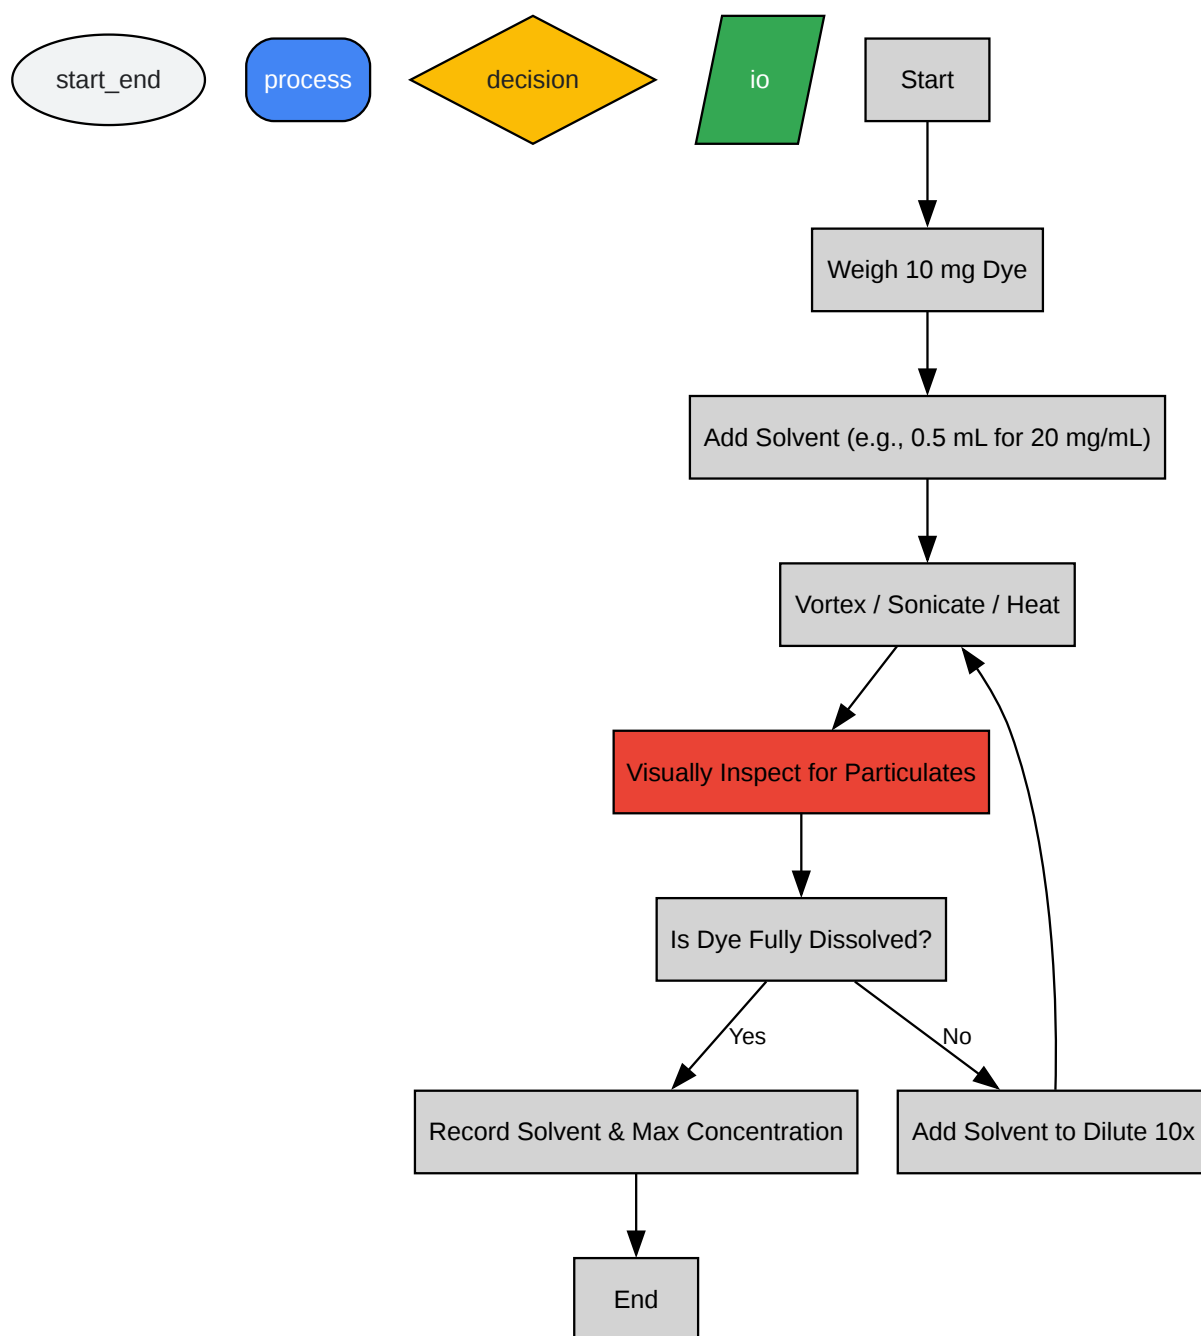 start_end
process
decision
io
Start
Weigh 10 mg Dye
Add Solvent (e.g., 0.5 mL for 20 mg/mL)
Vortex / Sonicate / Heat
Visually Inspect for Particulates
Is Dye Fully Dissolved?
Yes
No
Record Solvent & Max Concentration
Add Solvent to Dilute 10x
End